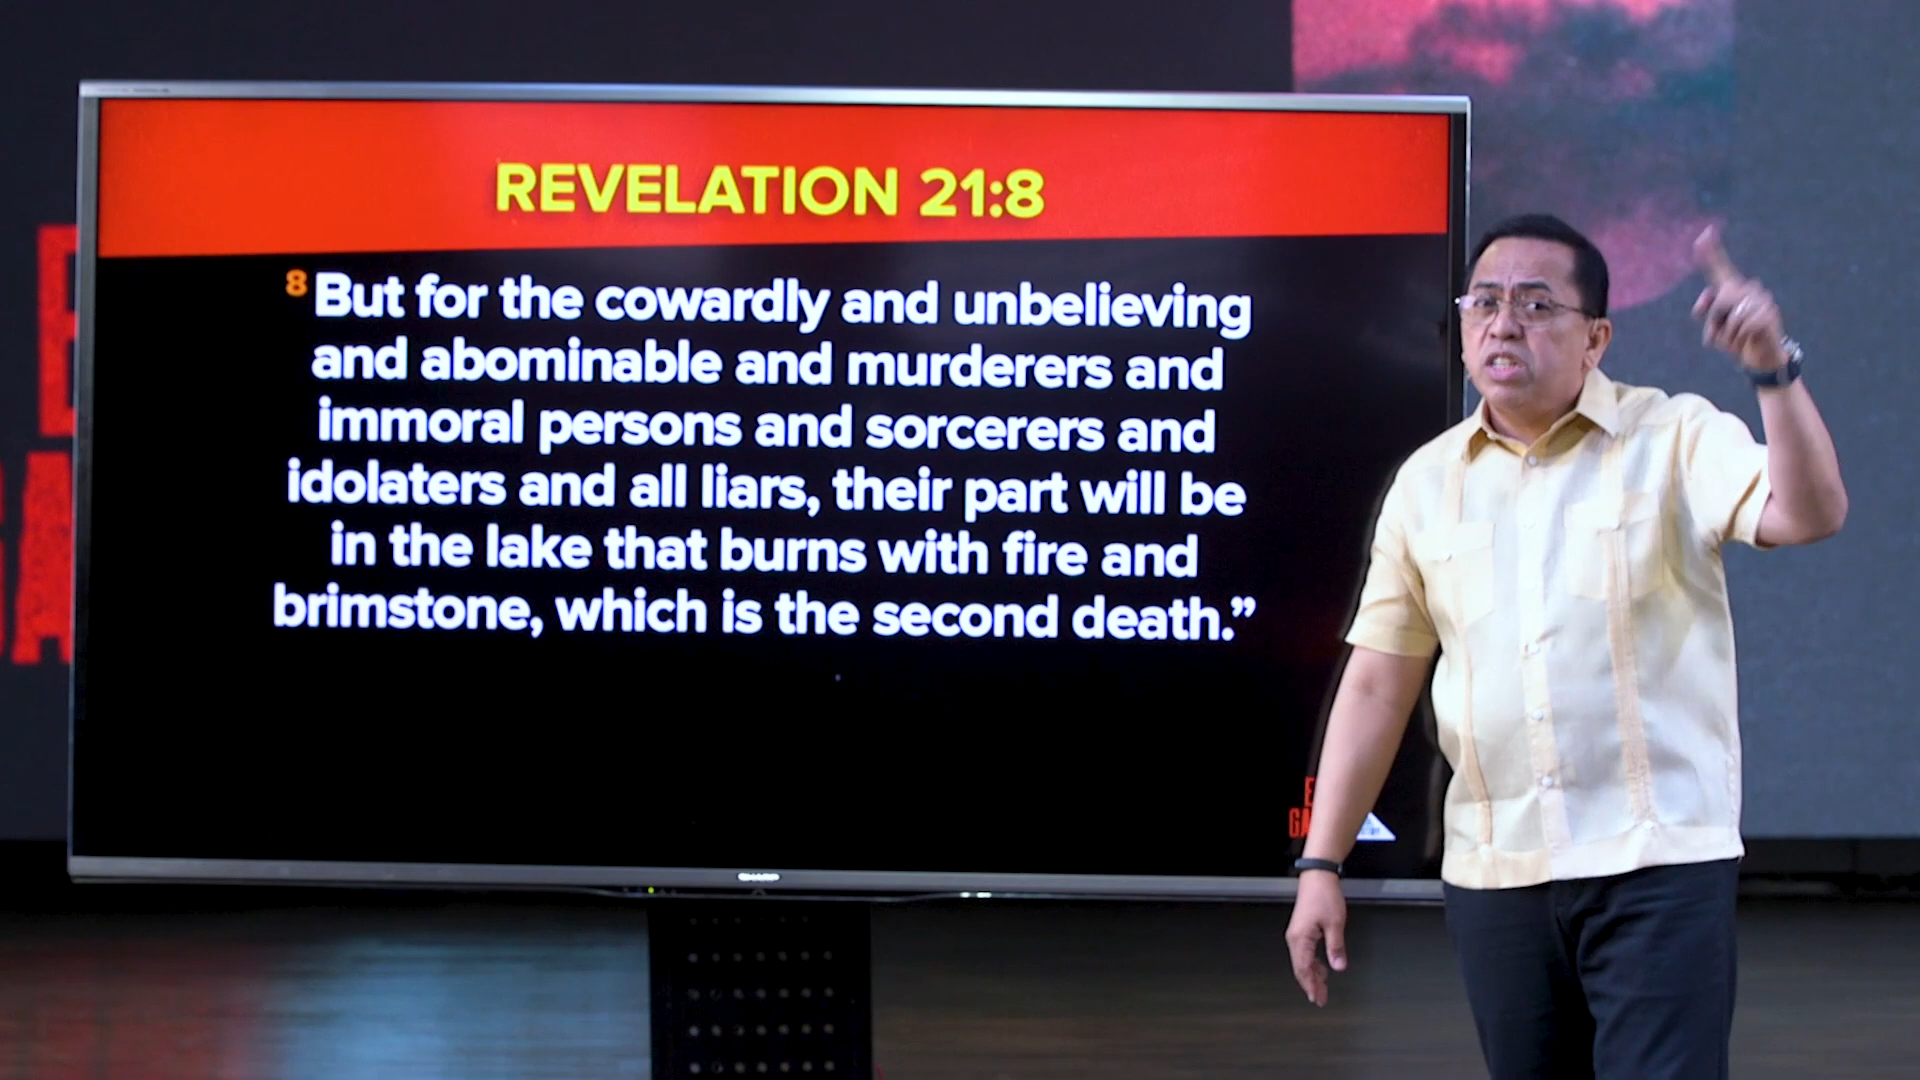 REVELATION 21:8
8 But for the cowardly and unbelieving
and abominable and murderers and
immoral persons and sorcerers and
idolaters and all liars, their part will be
in the lake that burns with fire and
brimstone, which is the second death.”
SHARP